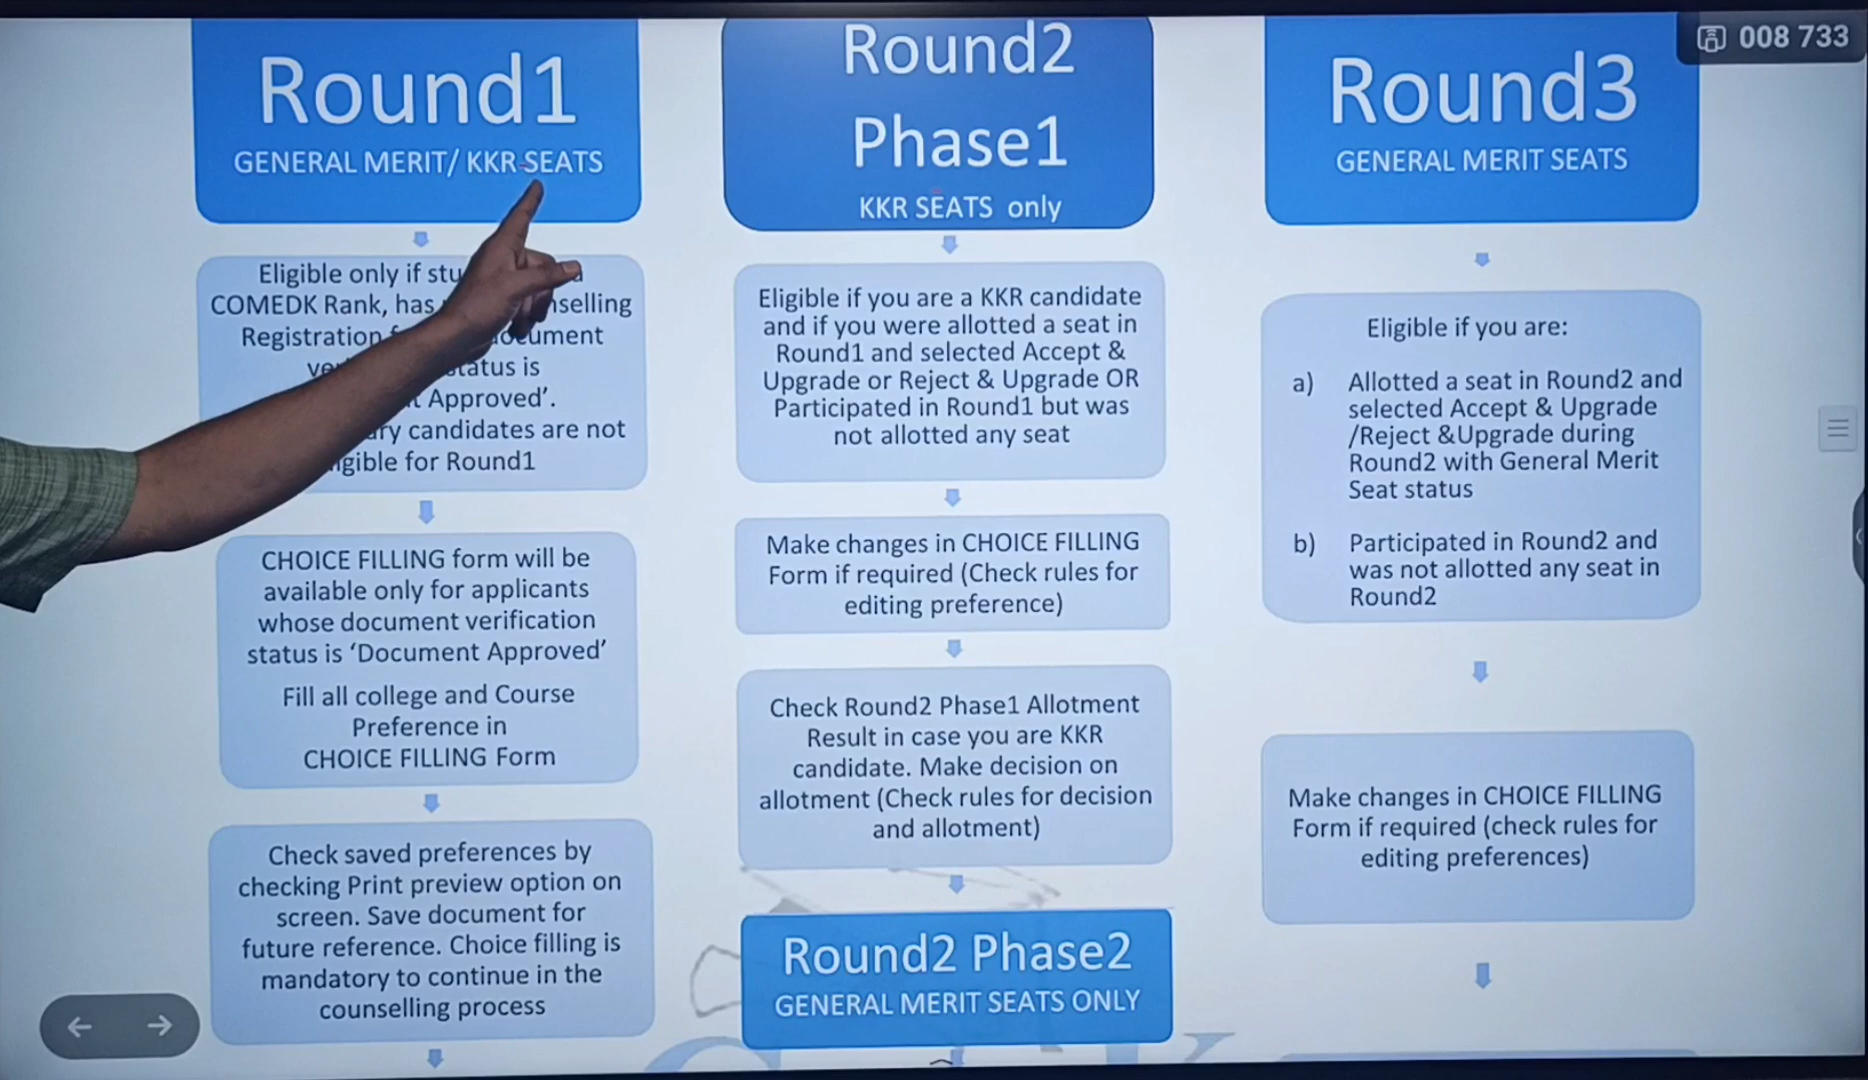 008 733
Round1
GENERAL MERIT/ KKR SEATS
Eligible only if
COMEDK Rank, has
Registration
status is
Approved’.
candidates are not
for Round1
CHOICE FILLING form will be
available only for applicants
whose document verification
status is ‘Document Approved’
Fill all college and Course
Preference in
CHOICE FILLING Form
Check saved preferences by
checking Print preview option on
screen. Save document for
future reference. Choice filling is
mandatory to continue in the
counselling process
Round2
Phase1
KKR SEATS only
Eligible if you are a KKR candidate
and if you were allotted a seat in
Round1 and selected Accept &
Upgrade or Reject & Upgrade OR
Participated in Round1 but was
not allotted any seat
Make changes in CHOICE FILLING
Form if required (Check rules for
editing preference)
Check Round2 Phase1 Allotment
Result in case you are KKR
candidate. Make decision on
allotment (Check rules for decision
and allotment)
Round2 Phase2
GENERAL MERIT SEATS ONLY
Round3
GENERAL MERIT SEATS
Eligible if you are:
a) Allotted a seat in Round2 and
selected Accept & Upgrade
/Reject &Upgrade during
Round2 with General Merit
Seat status
b) Participated in Round2 and
was not allotted any seat in
Round2
Make changes in CHOICE FILLING
Form if required (check rules for
editing preferences)